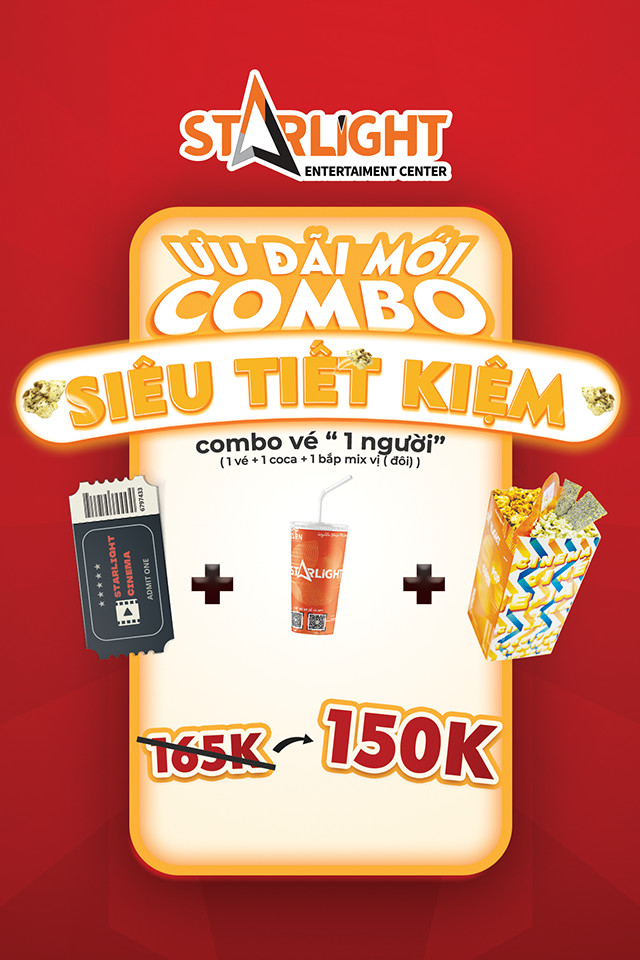 STARLIGHT
ENTERTAIMENT CENTER
ƯU ĐÃI MỚI
COMBO
SIÊU TIẾT KIỆM
combo vé “ 1 người”
( 1 vé + 1 coca + 1 bắp mix vị ( đôi) )
6797433
STARLIGHT
CINEMA
ADMIT ONE
STARLIGHT
165K
150K